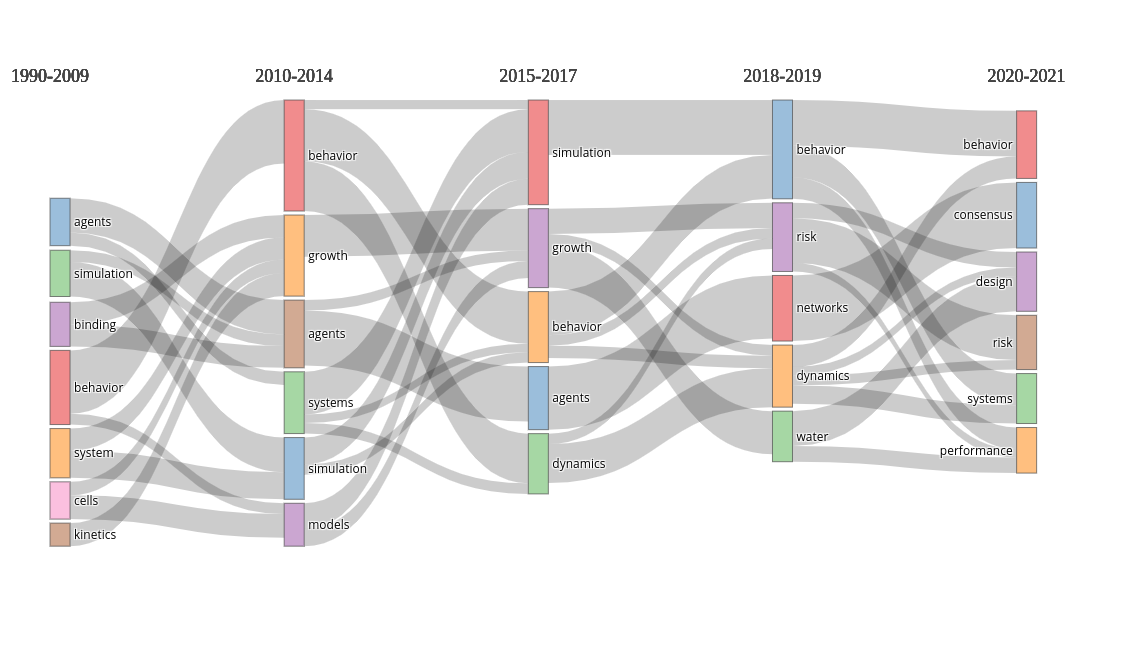 1990-2009
2010-2014
2015-2017
2018-2019
2020-2021
agents
simulation
binding
behavior
system
cells
kinetics
behavior
growth
agents
systems
simulation
models
simulation
growth
behavior
agents
dynamics
behavior
risk
networks
dynamics
water
behavior
consensus
design
risk
systems
performance